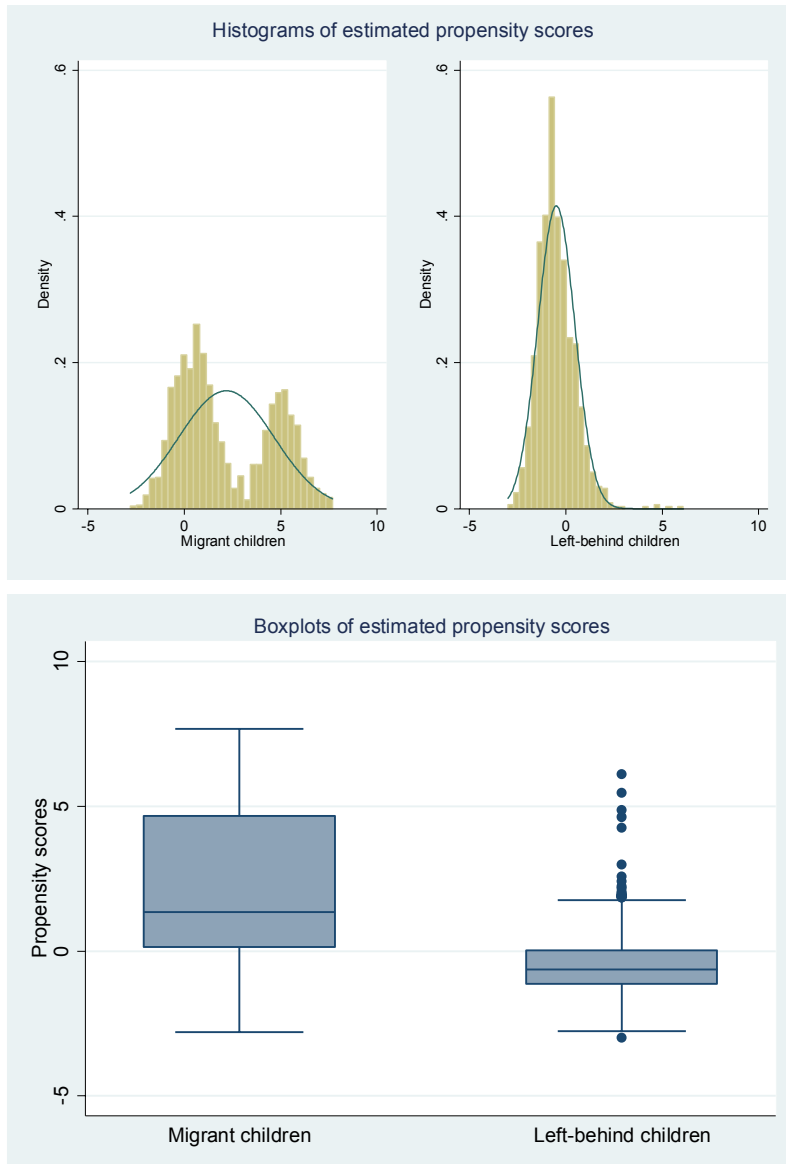 Histograms of estimated propensity scores
Density
.6
.4
.2
0
-5 0 5 10
Migrant children
Density
.6
.4
.2
0
-5 0 5 10
Left-behind children
Boxplots of estimated propensity scores
Propensity scores
10
5
0
-5
Migrant children Left-behind children